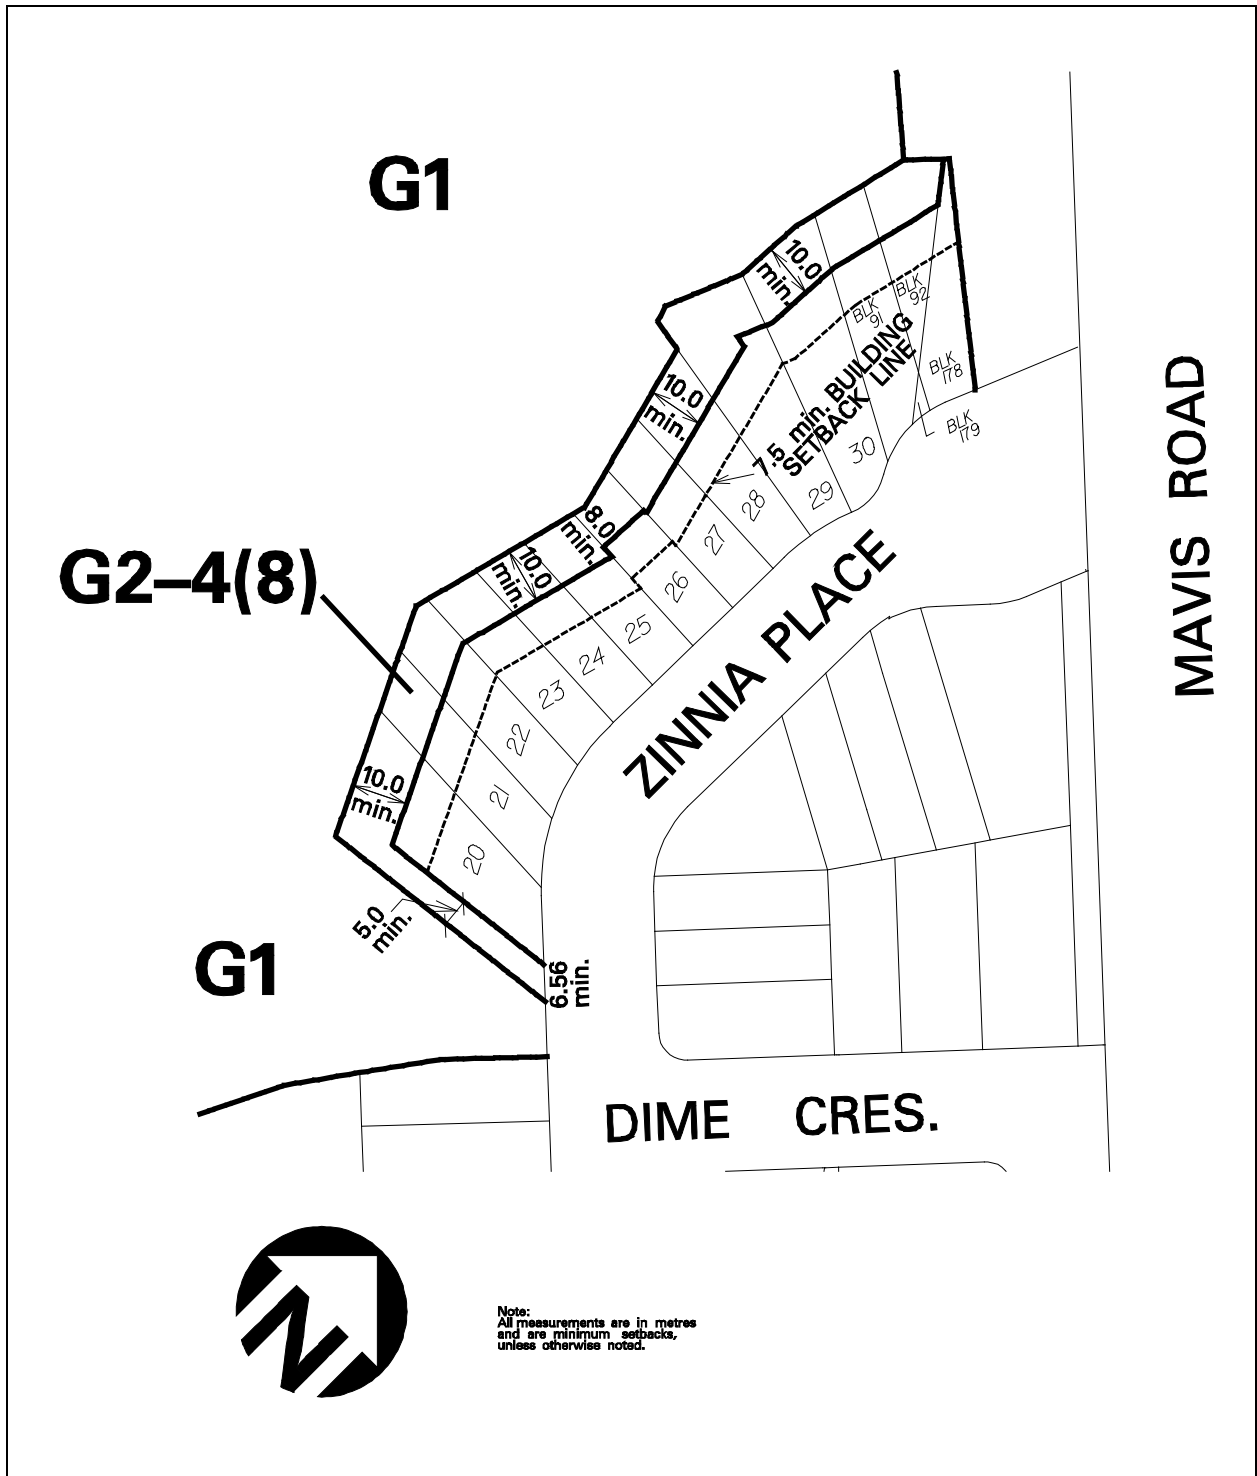 G1
10.0
min.
BLK
92
BLK
91
7.5 min. BUILDING
SETBACK LINE
BLK
178
BLK
179
MAVIS ROAD
10.0
min.
30
29
28
27
26
25
24
23
22
21
20
8.0
min.
10.0
min.
G2–4(8)
ZINNIA PLACE
10.0
min.
5.0
min.
G1
6.56
min.
DIME CRES.
N
Note:
All measurements are in metres
and are minimum setbacks,
unless otherwise noted.